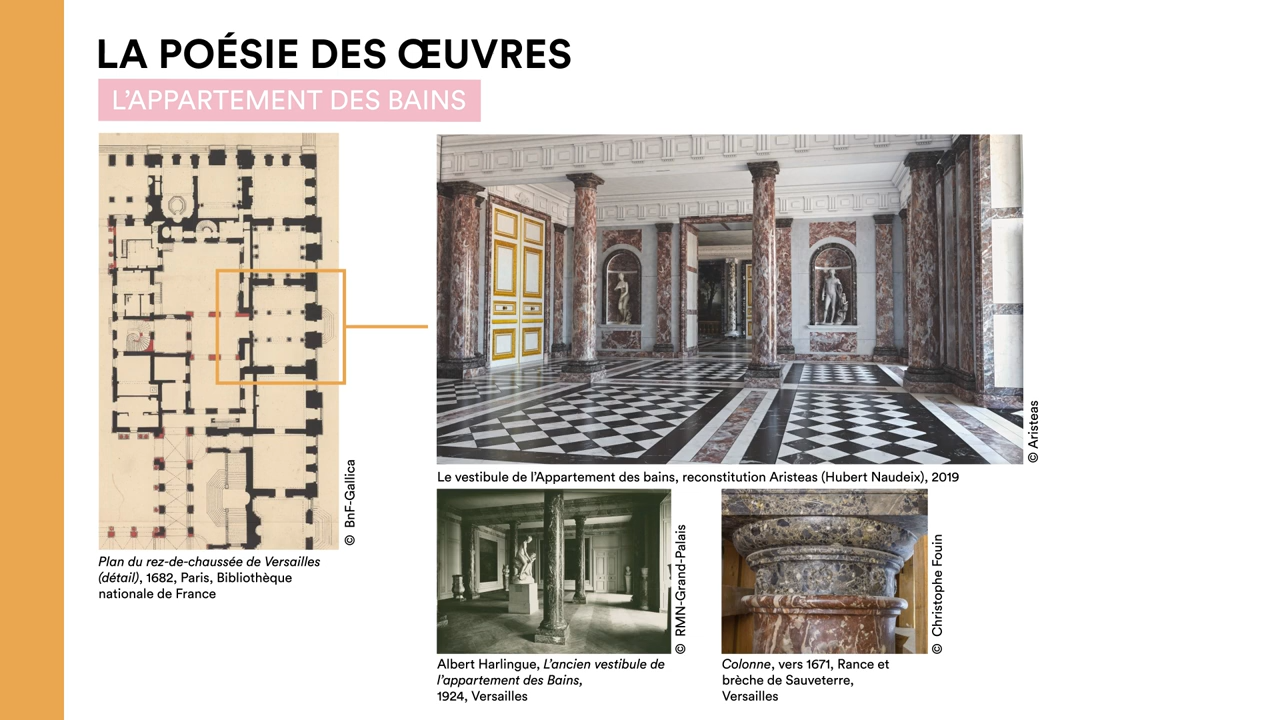 LA POÉSIE DES ŒUVRES
L’APPARTEMENT DES BAINS
© BnF-Gallica
Plan du rez-de-chaussée de Versailles
(détail), 1682, Paris, Bibliothèque
nationale de France
© Aristeas
Le vestibule de l’Appartement des bains, reconstitution Aristeas (Hubert Naudeix), 2019
© RMN-Grand-Palais
Albert Harlingue, L’ancien vestibule de
l’appartement des Bains,
1924, Versailles
© Christophe Fouin
Colonne, vers 1671, Rance et
brèche de Sauveterre,
Versailles